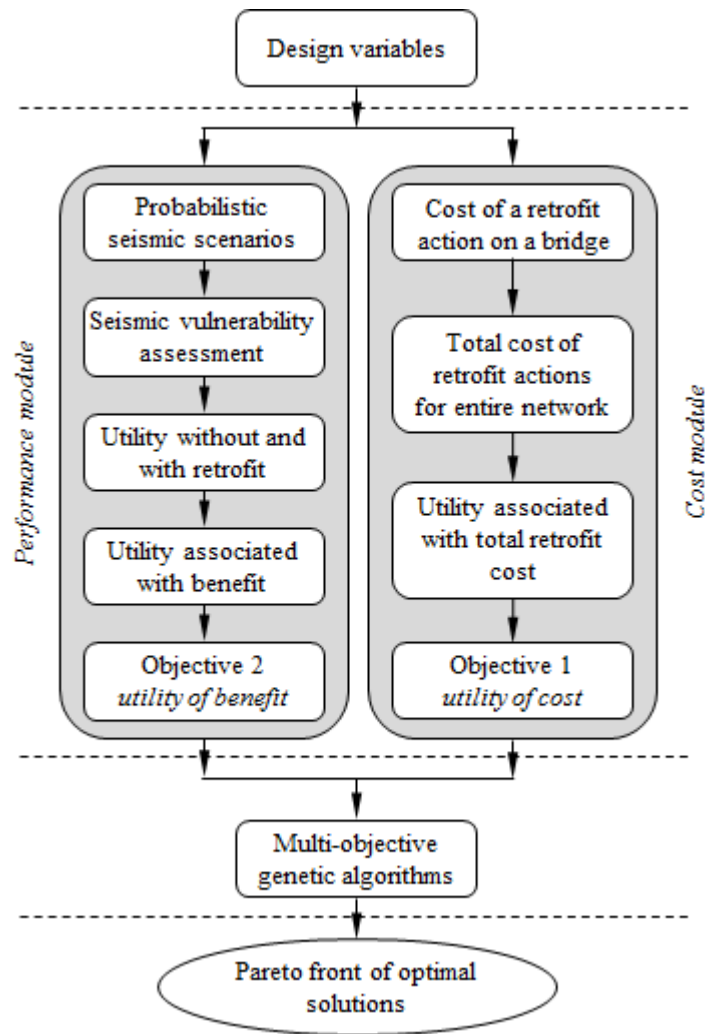 Design variables
Performance module
Probabilistic
seismic scenarios
Seismic vulnerability
assessment
Utility without and
with retrofit
Utility associated
with benefit
Objective 2
utility of benefit
Cost of a retrofit
action on a bridge
Total cost of
retrofit actions
for entire network
Utility associated
with total retrofit
cost
Objective 1
utility of cost
Cost module
Multi-objective
genetic algorithms
Pareto front of optimal
solutions